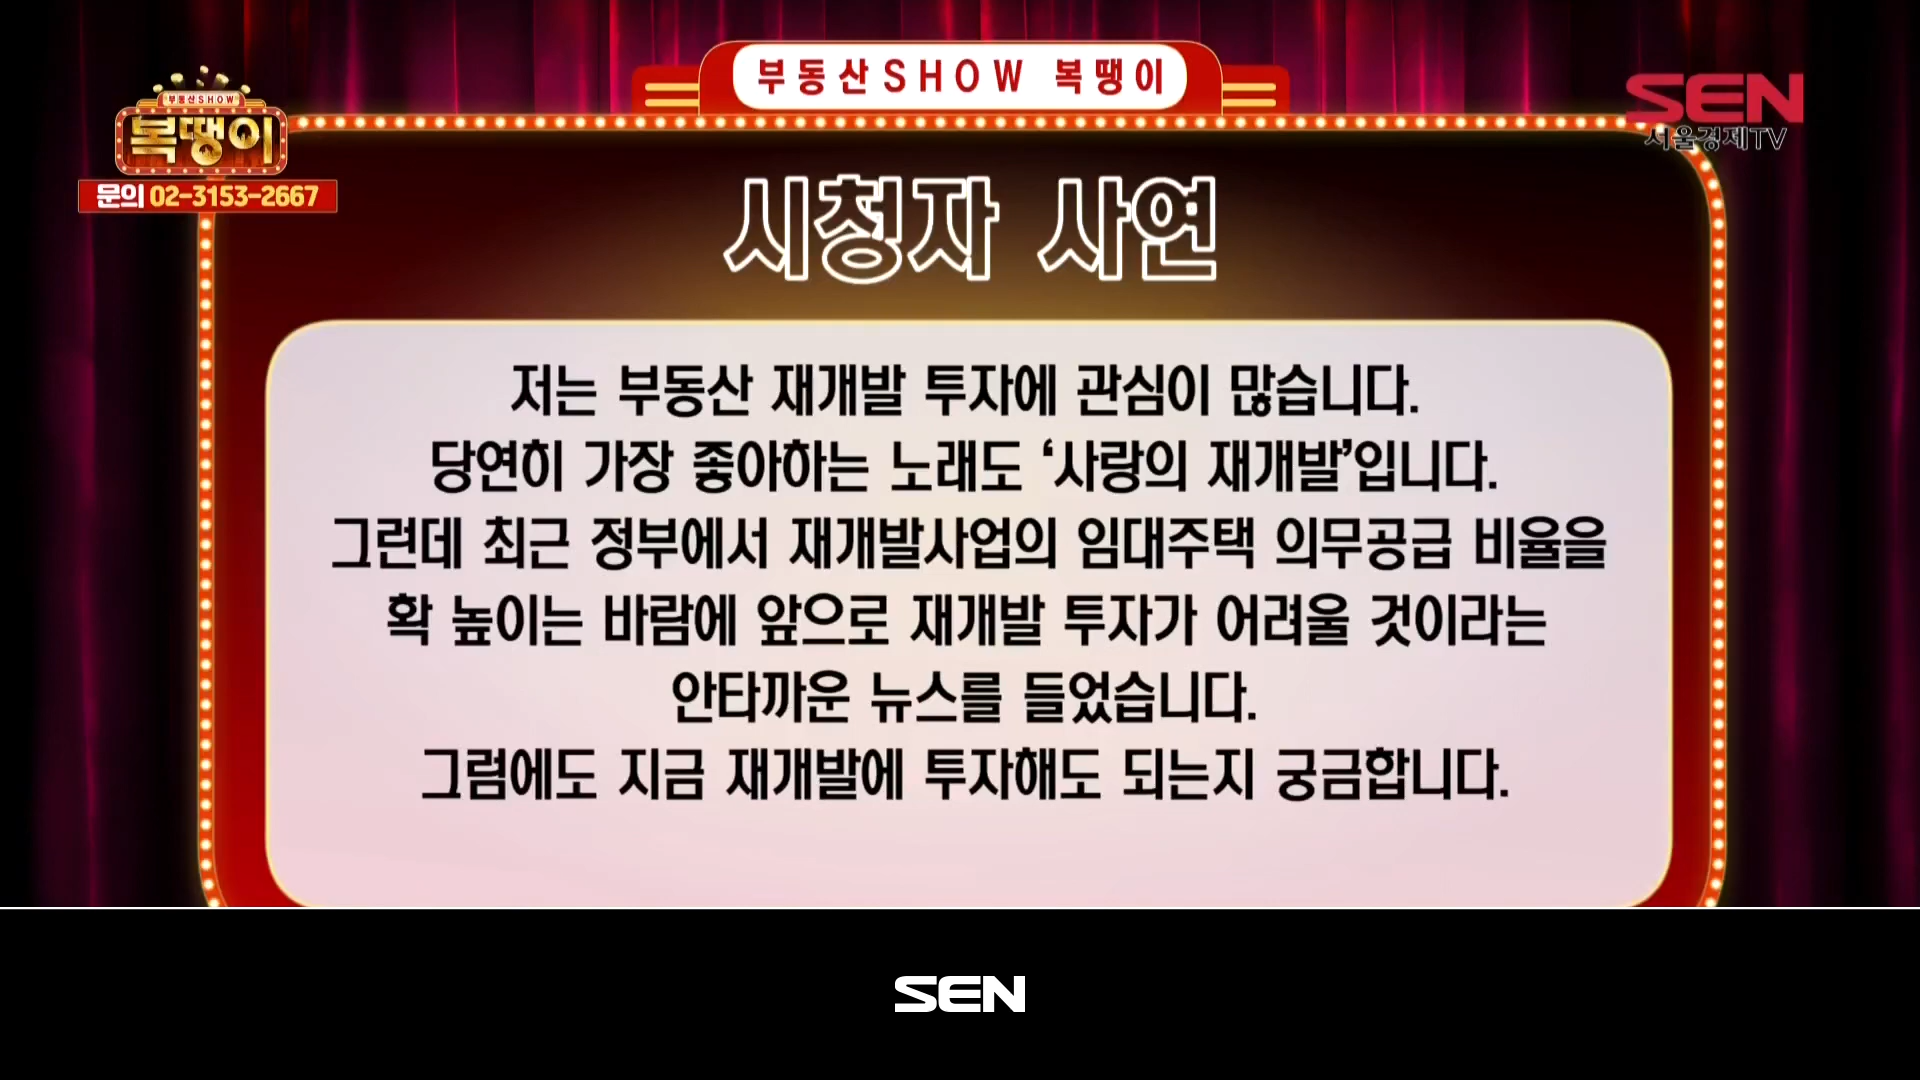 부동산SHOW 복땡이
부동산SHOW
복땡이
문의 02-3153-2667
SEN
서울경제TV
시청자 사연
저는 부동산 재개발 투자에 관심이 많습니다.
당연히 가장 좋아하는 노래도 ‘사랑의 재개발’입니다.
그런데 최근 정부에서 재개발사업의 임대주택 의무공급 비율을
확 높이는 바람에 앞으로 재개발 투자가 어려울 것이라는
안타까운 뉴스를 들었습니다.
그럼에도 지금 재개발에 투자해도 되는지 궁금합니다.
SEN